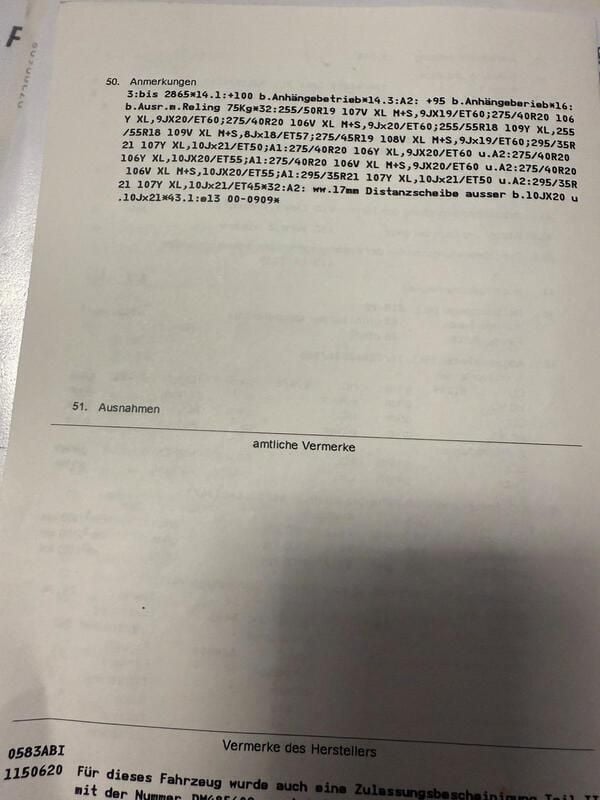 50. Anmerkungen
3:bis 2865*14.1:+100 b.Anhängebetrieb*14.3:A2: +95 b.Anhängeberieb*16:
b.Ausr.m.Reling 75Kg*32:255/50R19 107V XL M+S,9JX19/ET60;275/40R20 106
Y XL,9JX20/ET60;275/40R20 106V XL M+S,9Jx20/ET60;255/55R18 109Y XL,255
/55R18 109V XL M+S,8Jx18/ET57;275/45R19 108V XL M+S,9Jx19/ET60;295/35R
21 107Y XL,10Jx21/ET50;A1:275/40R20 106Y XL,9JX20/ET60 u.A2:275/40R20
106Y XL,10JX20/ET55;A1:275/40R20 106V XL M+S,9JX20/ET60 u.A2:275/40R20
106V XL M+S,10JX20/ET55;A1:295/35R21 107Y XL,10Jx21/ET50 u.A2:295/35R
21 107Y XL,10Jx21/ET45*32:A2: ww.17mm Distanzscheibe ausser b.10JX20 u
.10Jx21*43.1:e13 00-0909*
51. Ausnahmen
amtliche Vermerke
Vermerke des Herstellers
0583ABI
1150620 Für dieses Fahrzeug wurde auch eine Zulassungsbescheinigung Teil II
mit der Nummer